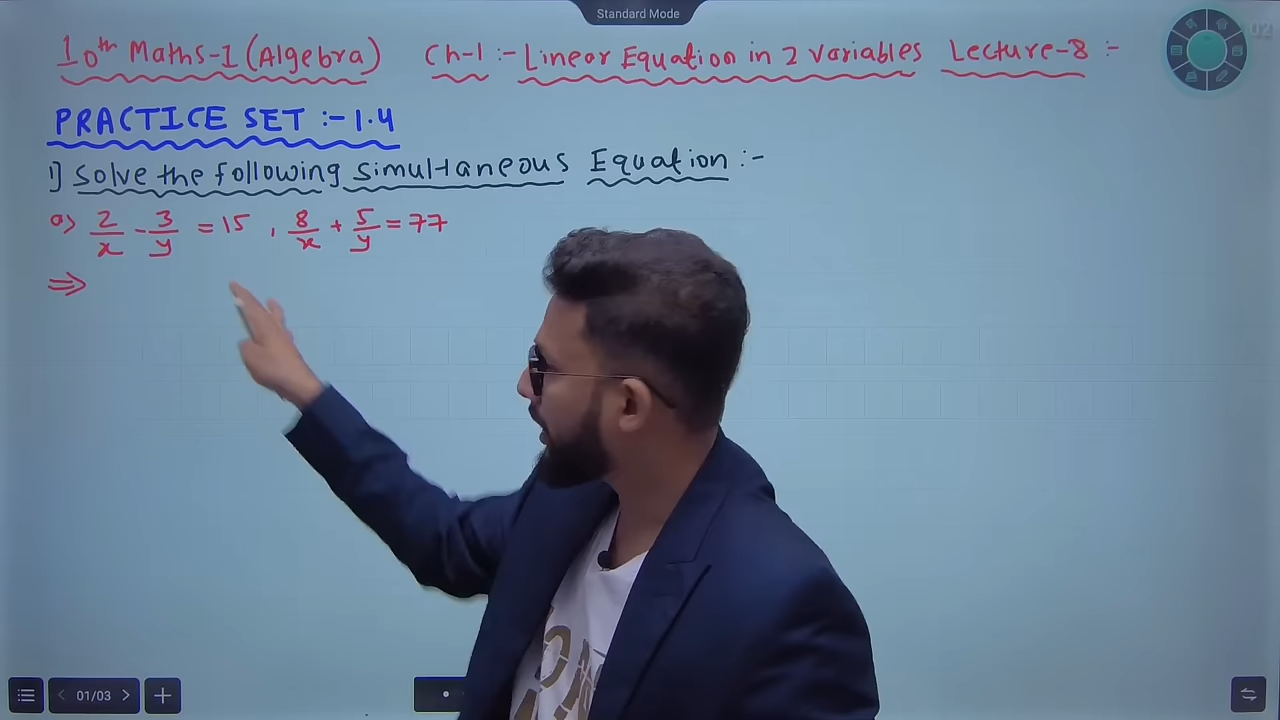 Standard Mode
10th Maths-I (Algebra) Ch-1 :- Linear Equation in 2 Variables Lecture-8 :-
02
PRACTICE SET :- 1.4
1] Solve the following Simultaneous Equation :-
a) 2/x - 3/y = 15 , 8/x + 5/y = 77
⇒
01/03